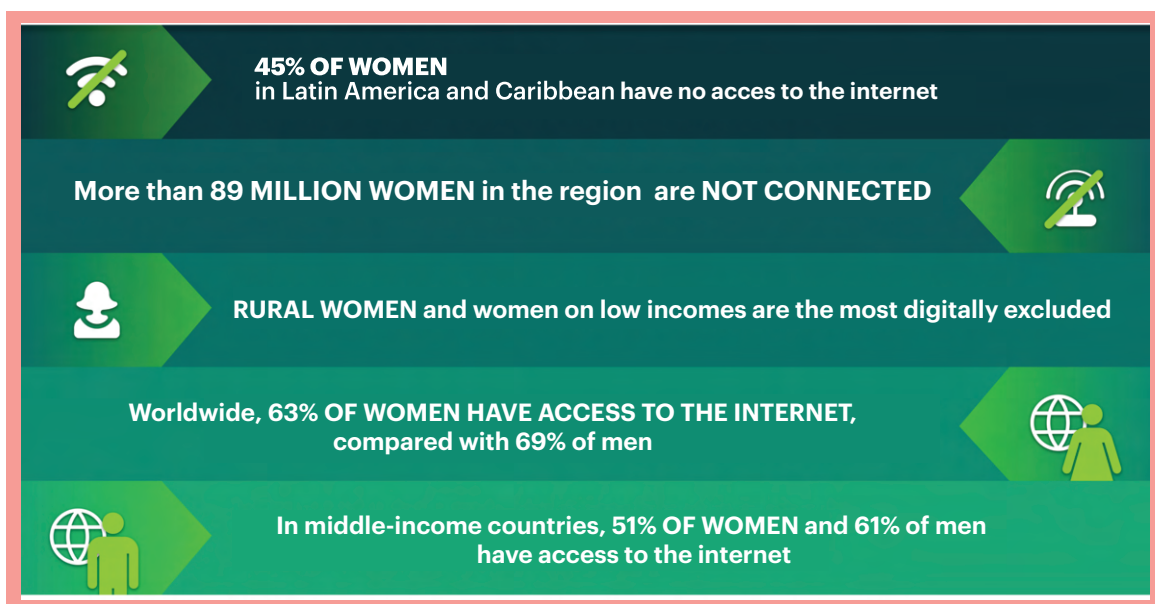 45% OF WOMEN
in Latin America and Caribbean have no acces to the internet
More than 89 MILLION WOMEN in the region are NOT CONNECTED
RURAL WOMEN and women on low incomes are the most digitally excluded
Worldwide, 63% OF WOMEN HAVE ACCESS TO THE INTERNET,
compared with 69% of men
In middle-income countries, 51% OF WOMEN and 61% of men
have access to the internet